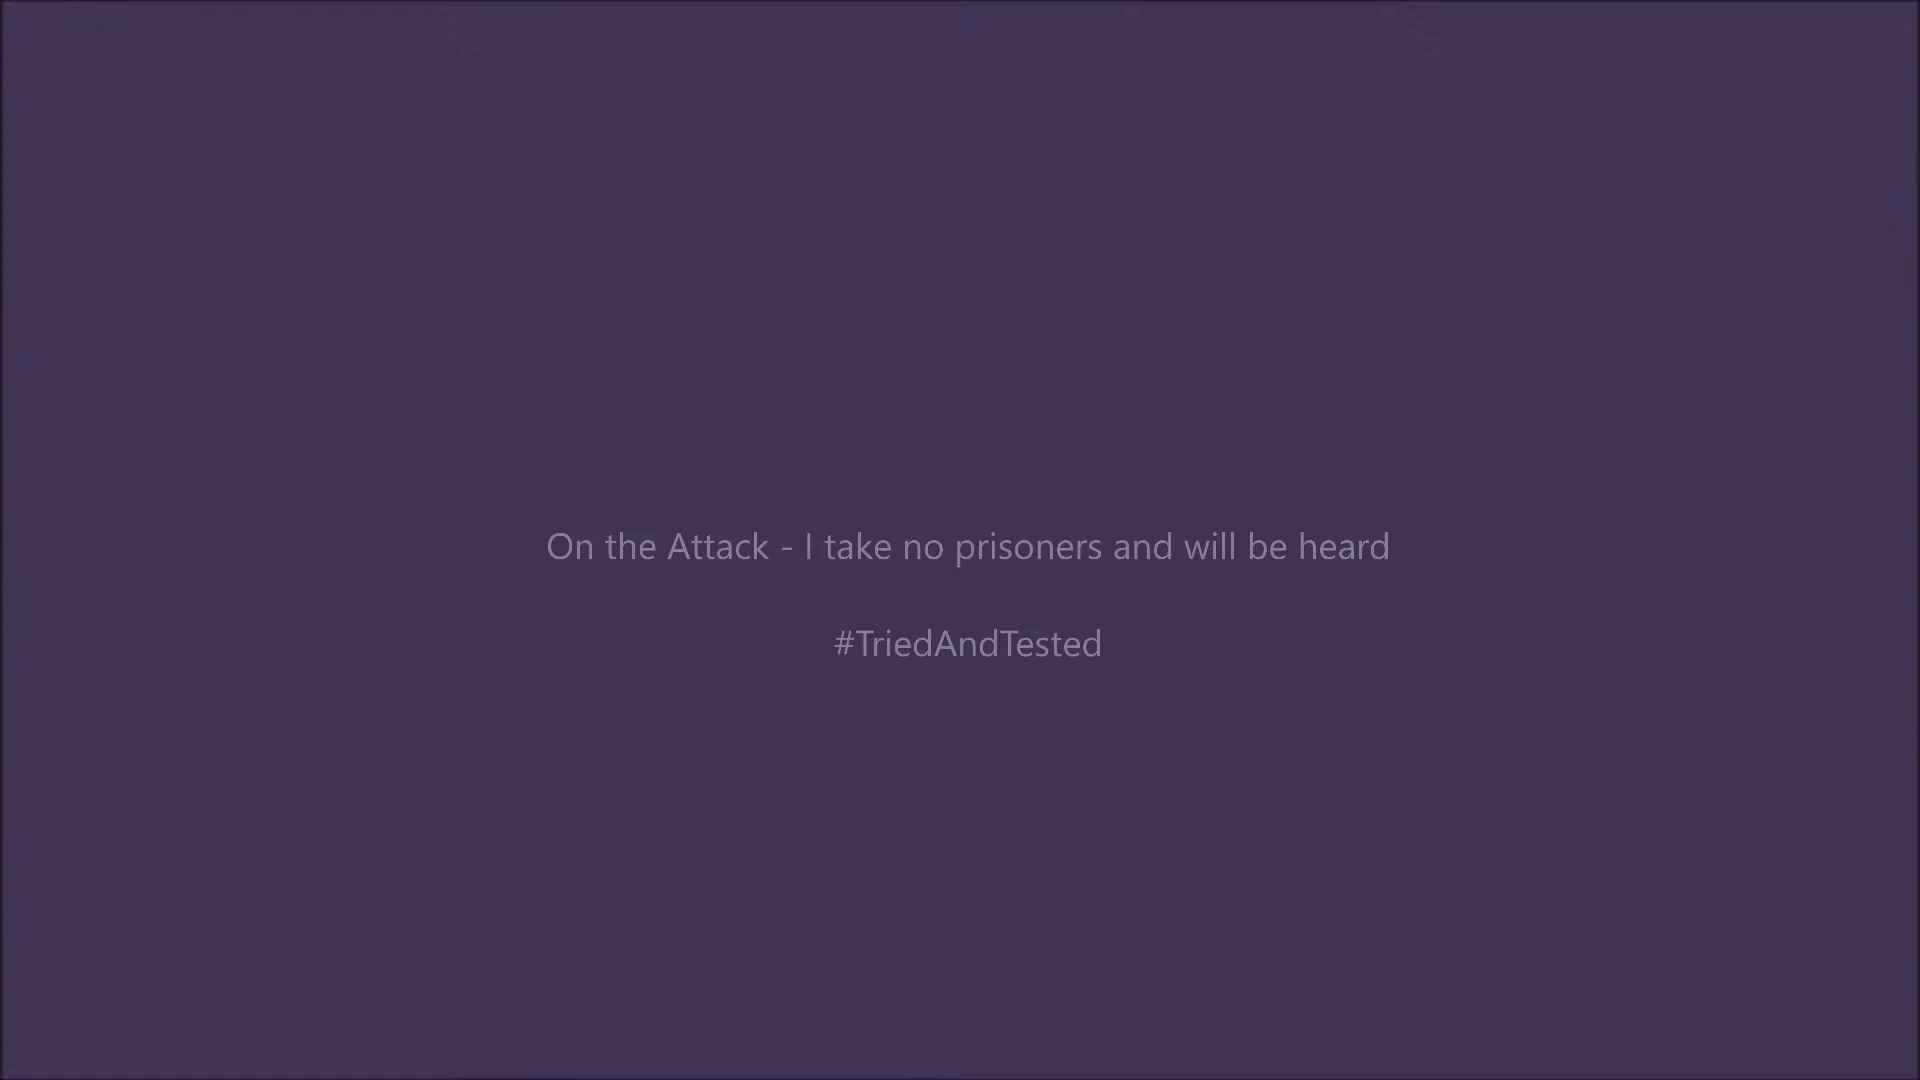 On the Attack - I take no prisoners and will be heard
#TriedAndTested